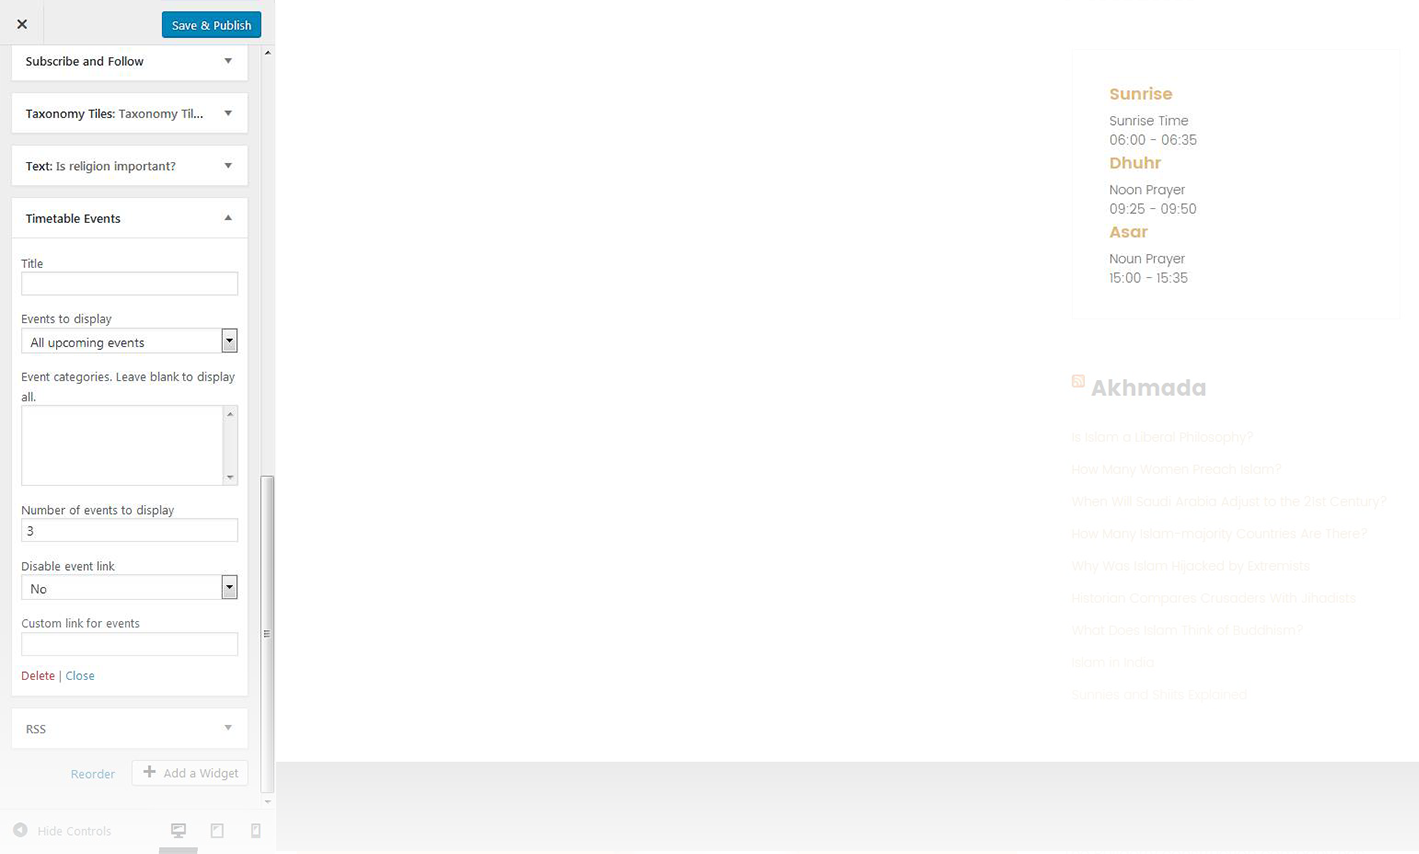 Save & Publish
Subscribe and Follow
Taxonomy Tiles: Taxonomy Til...
Text: Is religion important?
Timetable Events
Title
Events to display
All upcoming events
Event categories. Leave blank to display
all.
Number of events to display
3
Disable event link
No
Custom link for events
Delete | Close
RSS
Reorder
Add a Widget
Hide Controls
Sunrise
Sunrise Time
06:00 - 06:35
Dhuhr
Noon Prayer
09:25 - 09:50
Asar
Noun Prayer
15:00 - 15:35
Akhmada
Is Islam a Liberal Philosophy?
How Many Women Preach Islam?
When Will Saudi Arabia Adjust to the 21st Century?
How Many Islam-majority Countries Are There?
Why Was Islam Hijacked by Extremists
Historian Compares Crusaders With Jihadists
What Does Islam Think of Buddhism?
Islam in India
Sunnies and Shiits Explained